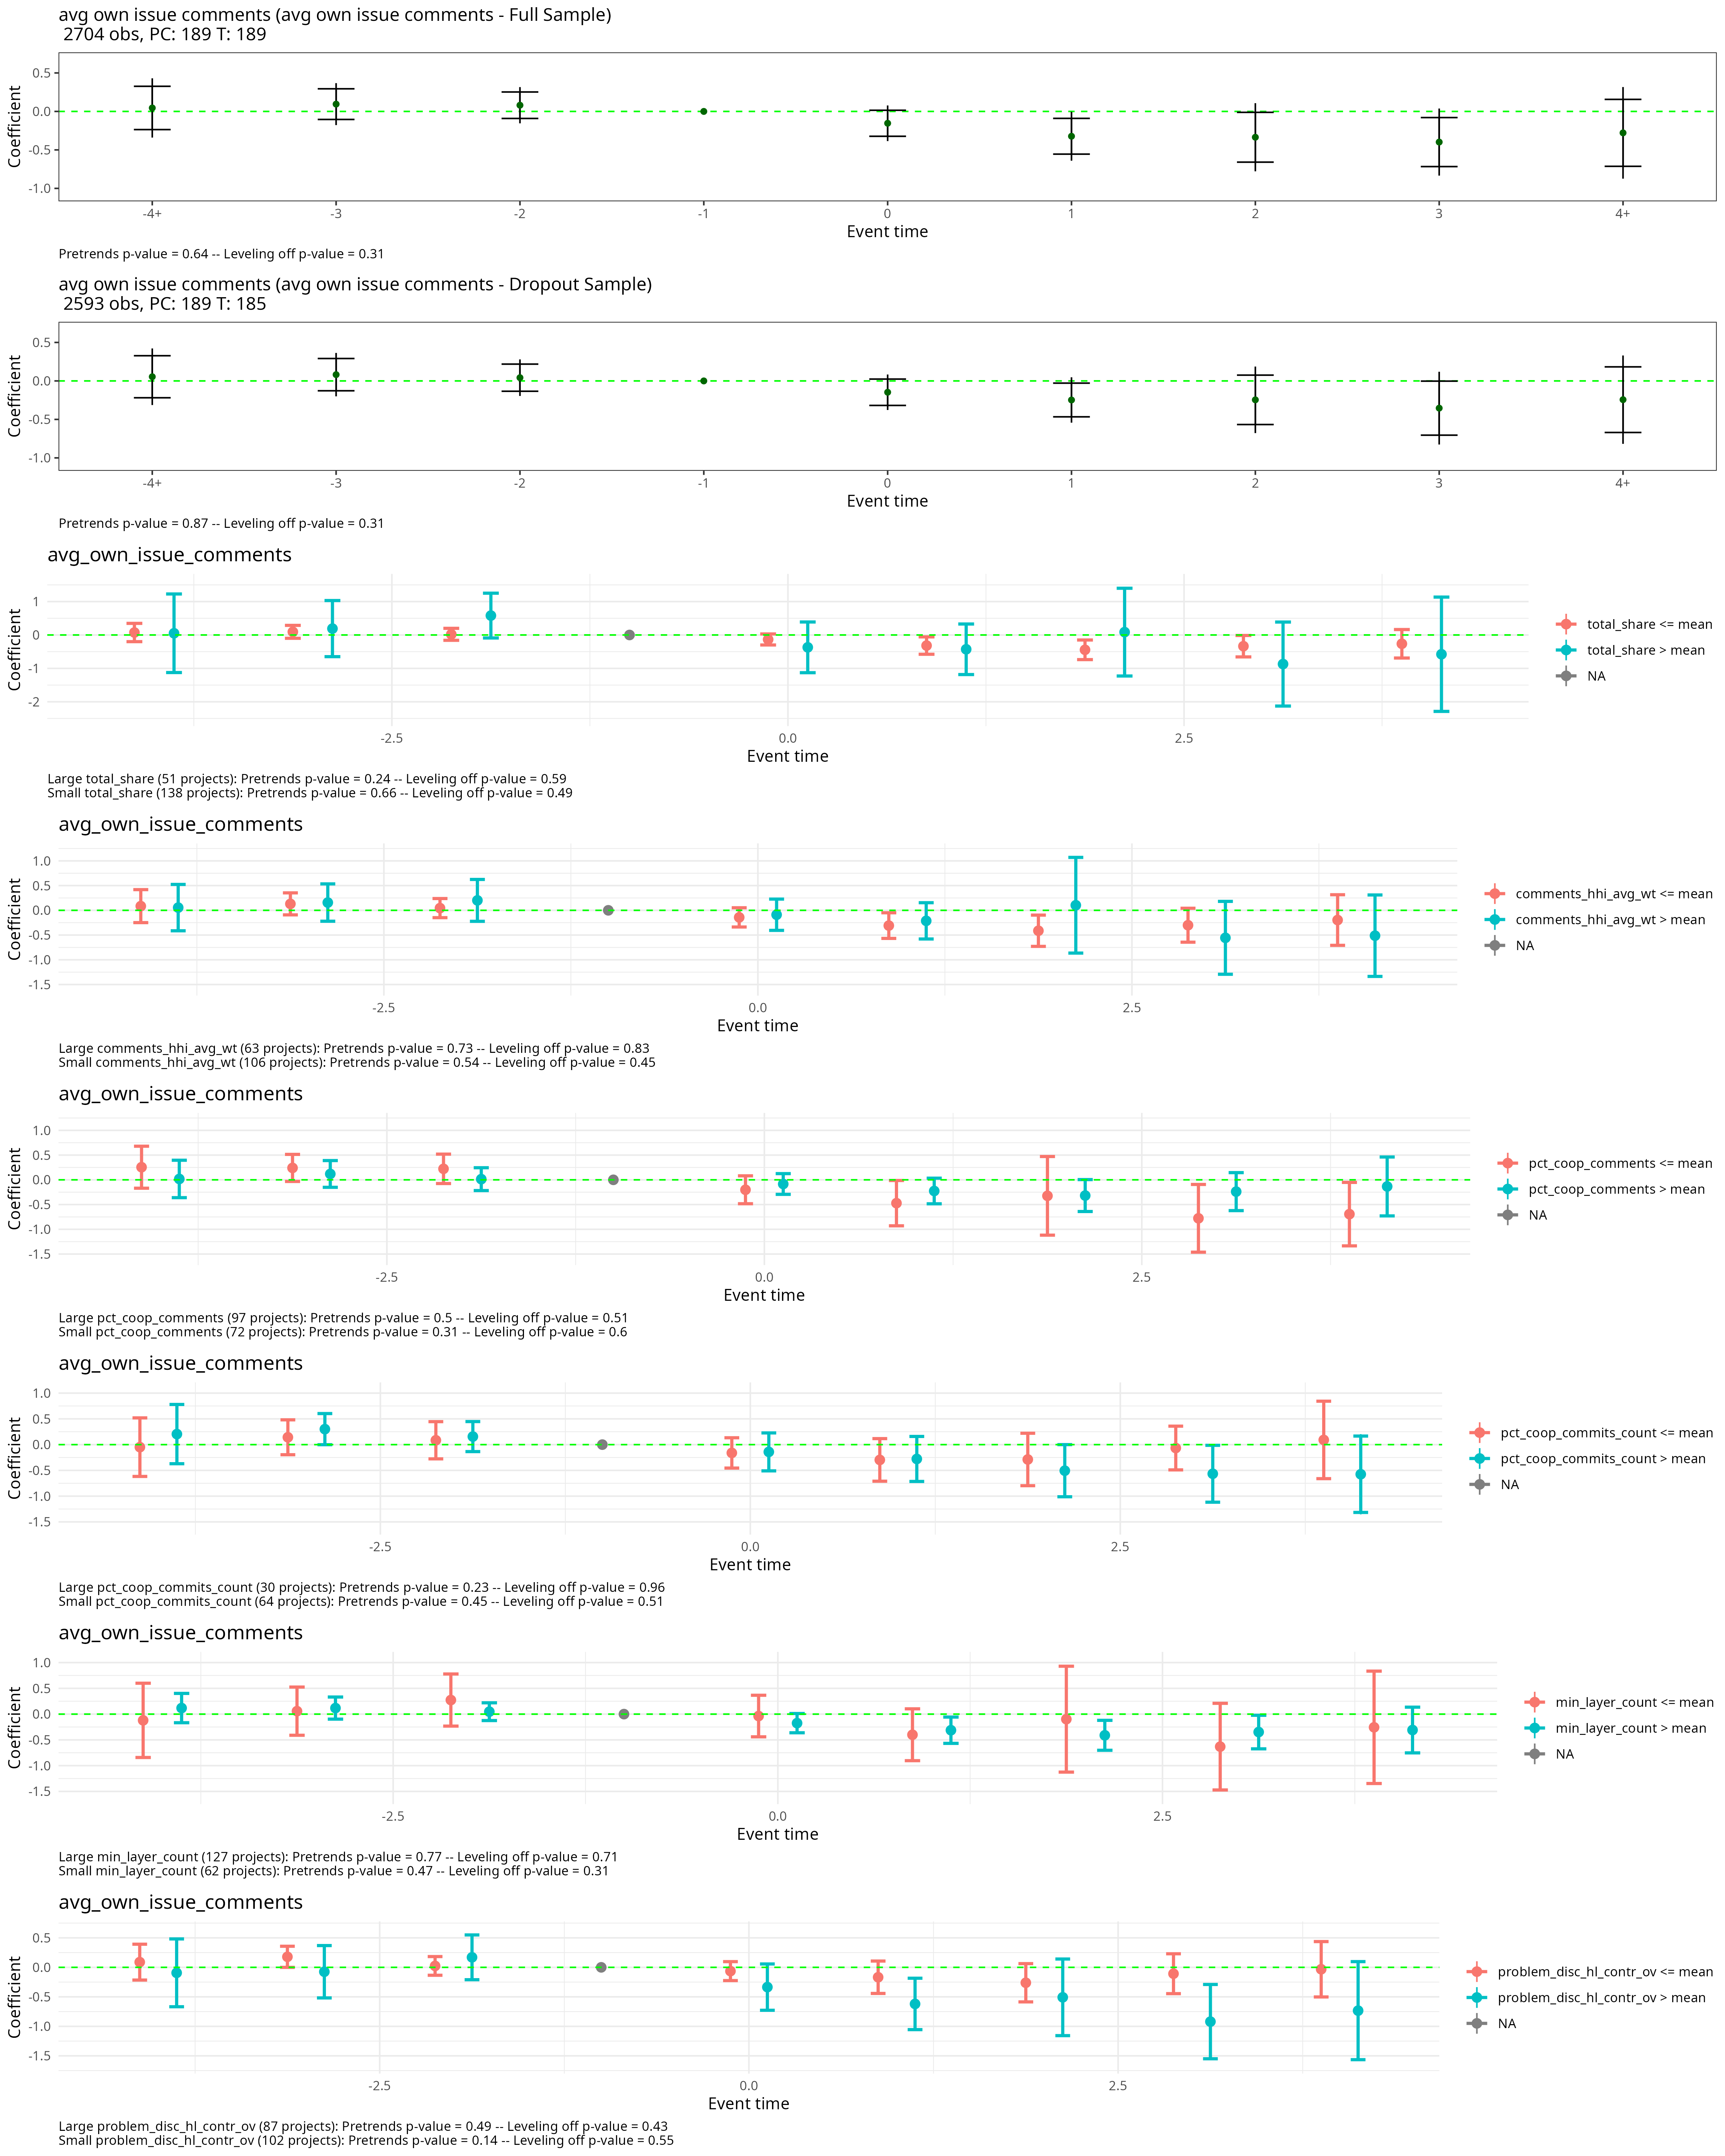 avg own issue comments (avg own issue comments - Full Sample)
2704 obs, PC: 189 T: 189
Coefficient
0.5
0.0
-0.5
-1.0
-4+ -3 -2 -1 0 1 2 3 4+
Event time
Pretrends p-value = 0.64 -- Leveling off p-value = 0.31
avg own issue comments (avg own issue comments - Dropout Sample)
2593 obs, PC: 189 T: 185
Coefficient
0.5
0.0
-0.5
-1.0
-4+ -3 -2 -1 0 1 2 3 4+
Event time
Pretrends p-value = 0.87 -- Leveling off p-value = 0.31
avg_own_issue_comments
Coefficient
1
0
-1
-2
-2.5 0.0 2.5
Event time
total_share <= mean
total_share > mean
NA
Large total_share (51 projects): Pretrends p-value = 0.24 -- Leveling off p-value = 0.59
Small total_share (138 projects): Pretrends p-value = 0.66 -- Leveling off p-value = 0.49
avg_own_issue_comments
Coefficient
1.0
0.5
0.0
-0.5
-1.0
-1.5
-2.5 0.0 2.5
Event time
comments_hhi_avg_wt <= mean
comments_hhi_avg_wt > mean
NA
Large comments_hhi_avg_wt (63 projects): Pretrends p-value = 0.73 -- Leveling off p-value = 0.83
Small comments_hhi_avg_wt (106 projects): Pretrends p-value = 0.54 -- Leveling off p-value = 0.45
avg_own_issue_comments
Coefficient
1.0
0.5
0.0
-0.5
-1.0
-1.5
-2.5 0.0 2.5
Event time
pct_coop_comments <= mean
pct_coop_comments > mean
NA
Large pct_coop_comments (97 projects): Pretrends p-value = 0.5 -- Leveling off p-value = 0.51
Small pct_coop_comments (72 projects): Pretrends p-value = 0.31 -- Leveling off p-value = 0.6
avg_own_issue_comments
Coefficient
1.0
0.5
0.0
-0.5
-1.0
-1.5
-2.5 0.0 2.5
Event time
pct_coop_commits_count <= mean
pct_coop_commits_count > mean
NA
Large pct_coop_commits_count (30 projects): Pretrends p-value = 0.23 -- Leveling off p-value = 0.96
Small pct_coop_commits_count (64 projects): Pretrends p-value = 0.45 -- Leveling off p-value = 0.51
avg_own_issue_comments
Coefficient
1.0
0.5
0.0
-0.5
-1.0
-1.5
-2.5 0.0 2.5
Event time
min_layer_count <= mean
min_layer_count > mean
NA
Large min_layer_count (127 projects): Pretrends p-value = 0.77 -- Leveling off p-value = 0.71
Small min_layer_count (62 projects): Pretrends p-value = 0.47 -- Leveling off p-value = 0.31
avg_own_issue_comments
Coefficient
0.5
0.0
-0.5
-1.0
-1.5
-2.5 0.0 2.5
Event time
problem_disc_hl_contr_ov <= mean
problem_disc_hl_contr_ov > mean
NA
Large problem_disc_hl_contr_ov (87 projects): Pretrends p-value = 0.49 -- Leveling off p-value = 0.43
Small problem_disc_hl_contr_ov (102 projects): Pretrends p-value = 0.14 -- Leveling off p-value = 0.55